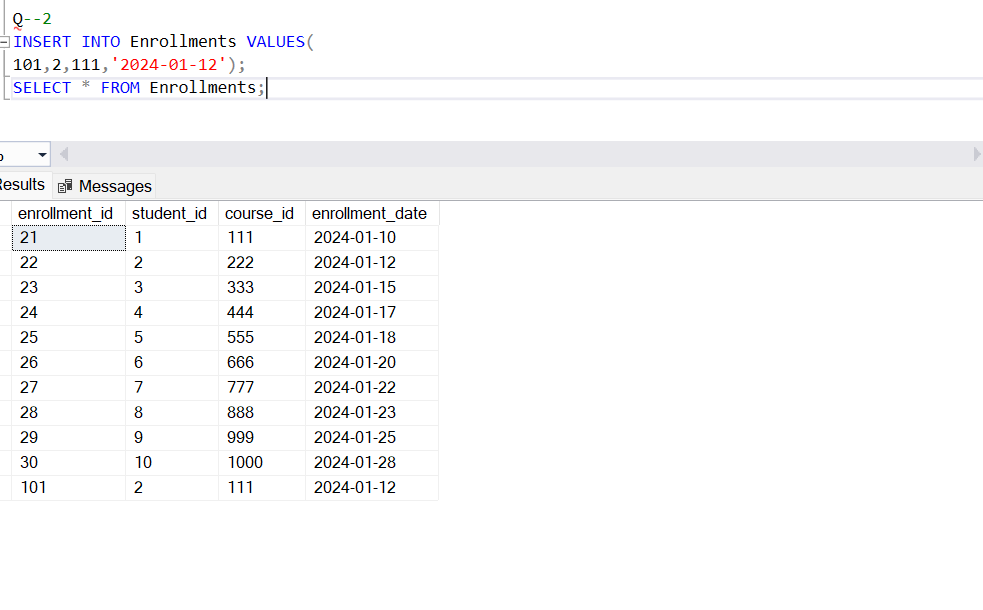 Q--2
INSERT INTO Enrollments VALUES(
101,2,111,'2024-01-12');
SELECT * FROM Enrollments;
Results Messages
enrollment_id student_id course_id enrollment_date
21 1 111 2024-01-10
22 2 222 2024-01-12
23 3 333 2024-01-15
24 4 444 2024-01-17
25 5 555 2024-01-18
26 6 666 2024-01-20
27 7 777 2024-01-22
28 8 888 2024-01-23
29 9 999 2024-01-25
30 10 1000 2024-01-28
101 2 111 2024-01-12